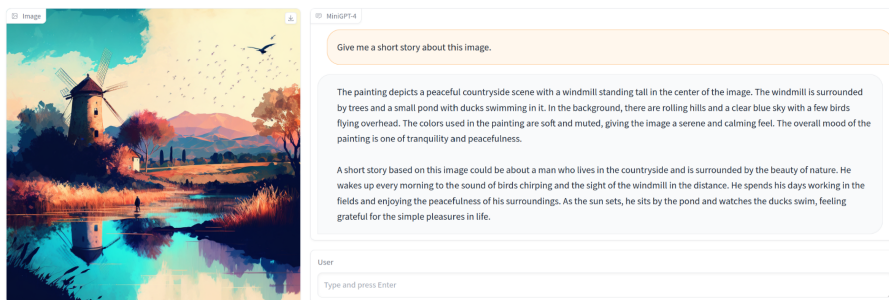 Image
MiniGPT-4
Give me a short story about this image.
The painting depicts a peaceful countryside scene with a windmill standing tall in the center of the image. The windmill is surrounded
by trees and a small pond with ducks swimming in it. In the background, there are rolling hills and a clear blue sky with a few birds
flying overhead. The colors used in the painting are soft and muted, giving the image a serene and calming feel. The overall mood of the
painting is one of tranquility and peacefulness.
A short story based on this image could be about a man who lives in the countryside and is surrounded by the beauty of nature. He
wakes up every morning to the sound of birds chirping and the sight of the windmill in the distance. He spends his days working in the
fields and enjoying the peacefulness of his surroundings. As the sun sets, he sits by the pond and watches the ducks swim, feeling
grateful for the simple pleasures in life.
User
Type and press Enter